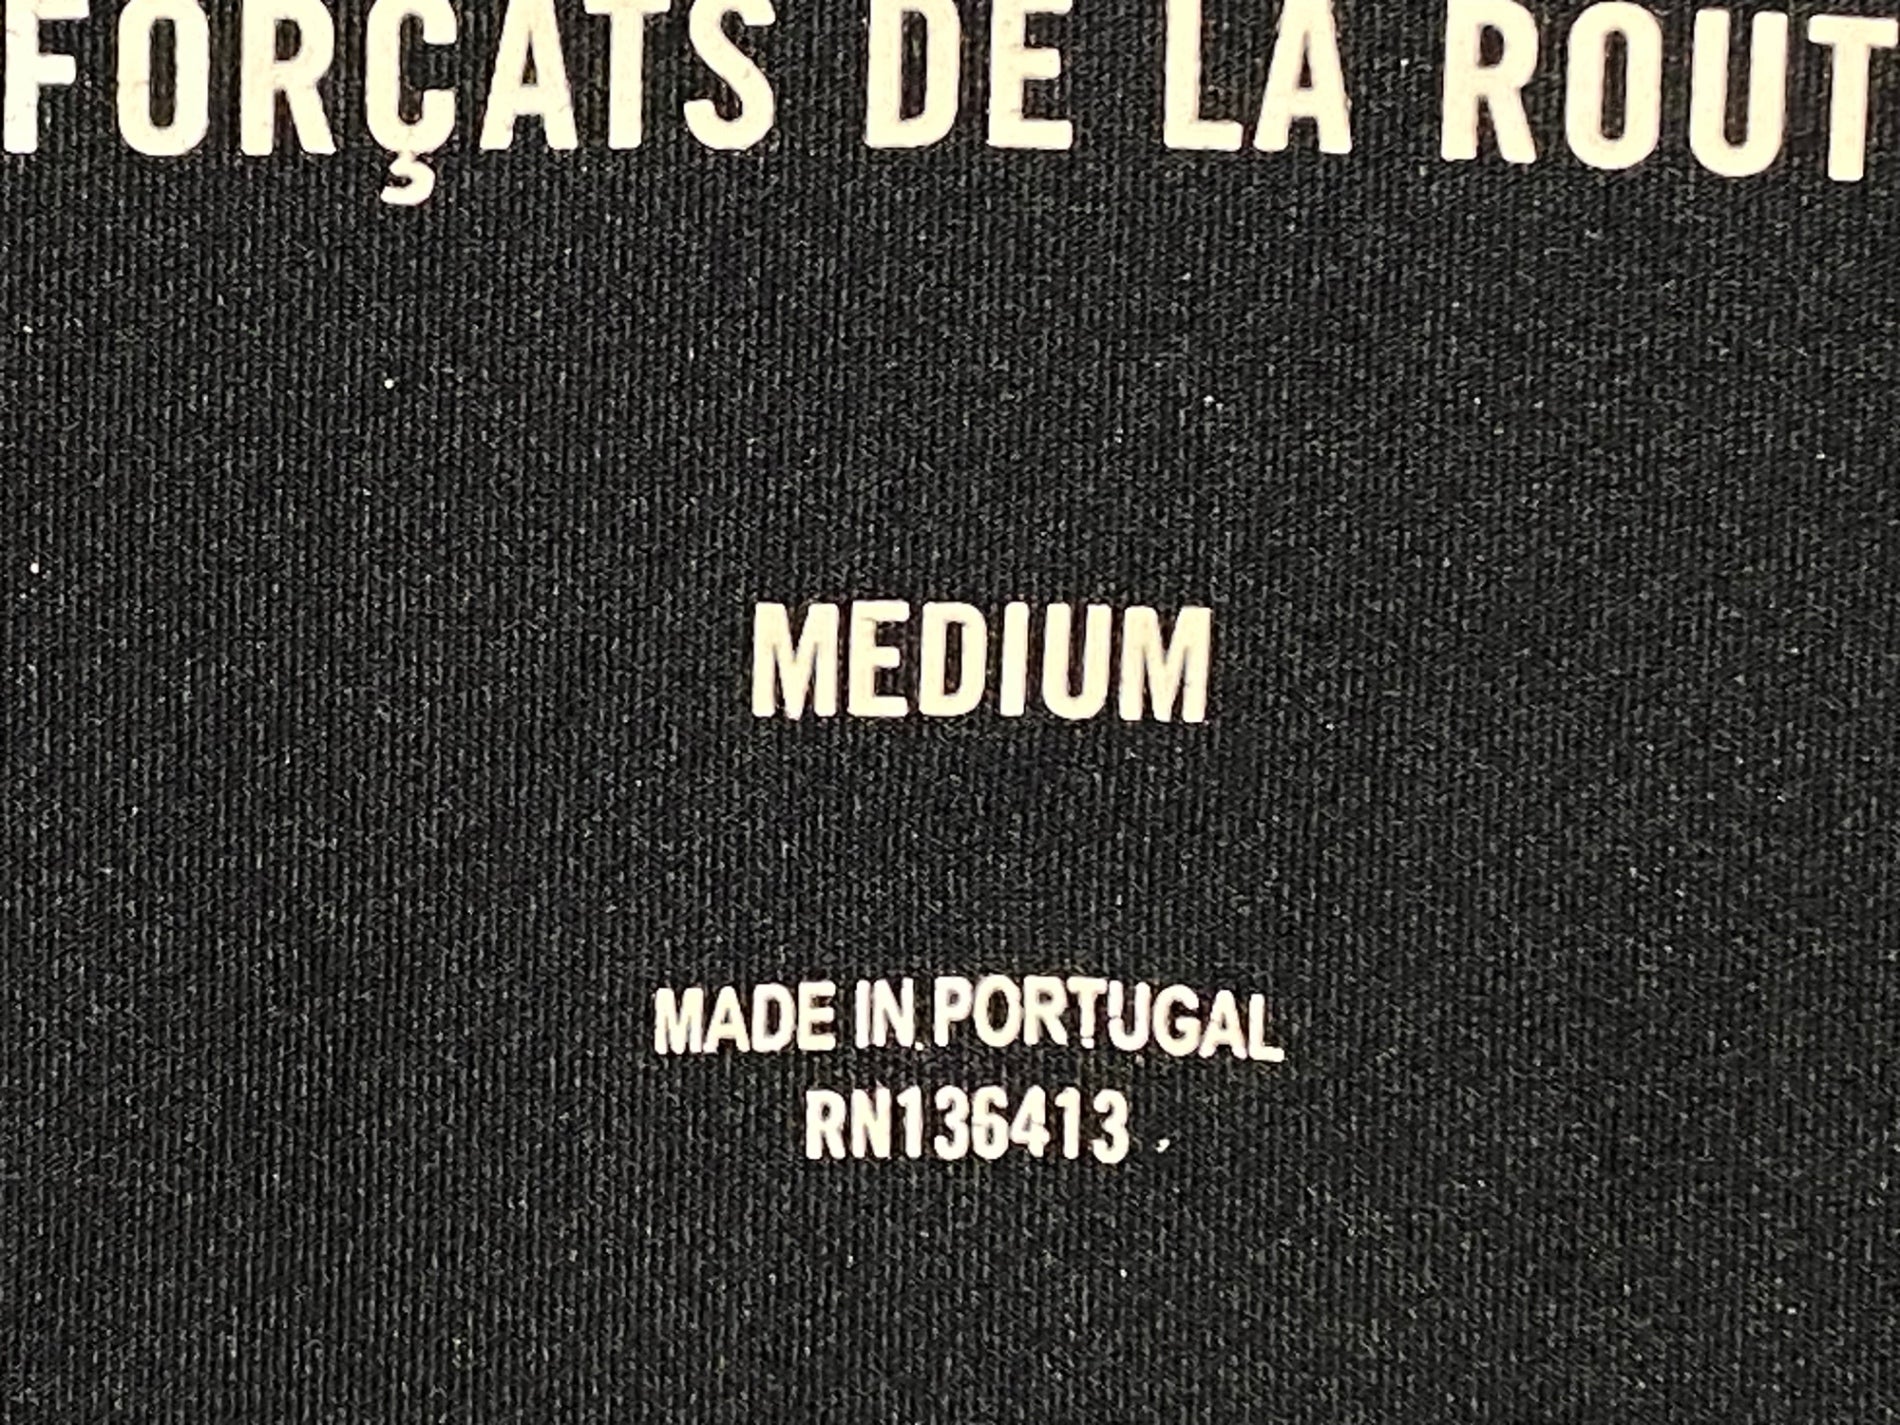 FORÇATS DE LA ROUT
MEDIUM
MADE IN PORTUGAL
RN136413